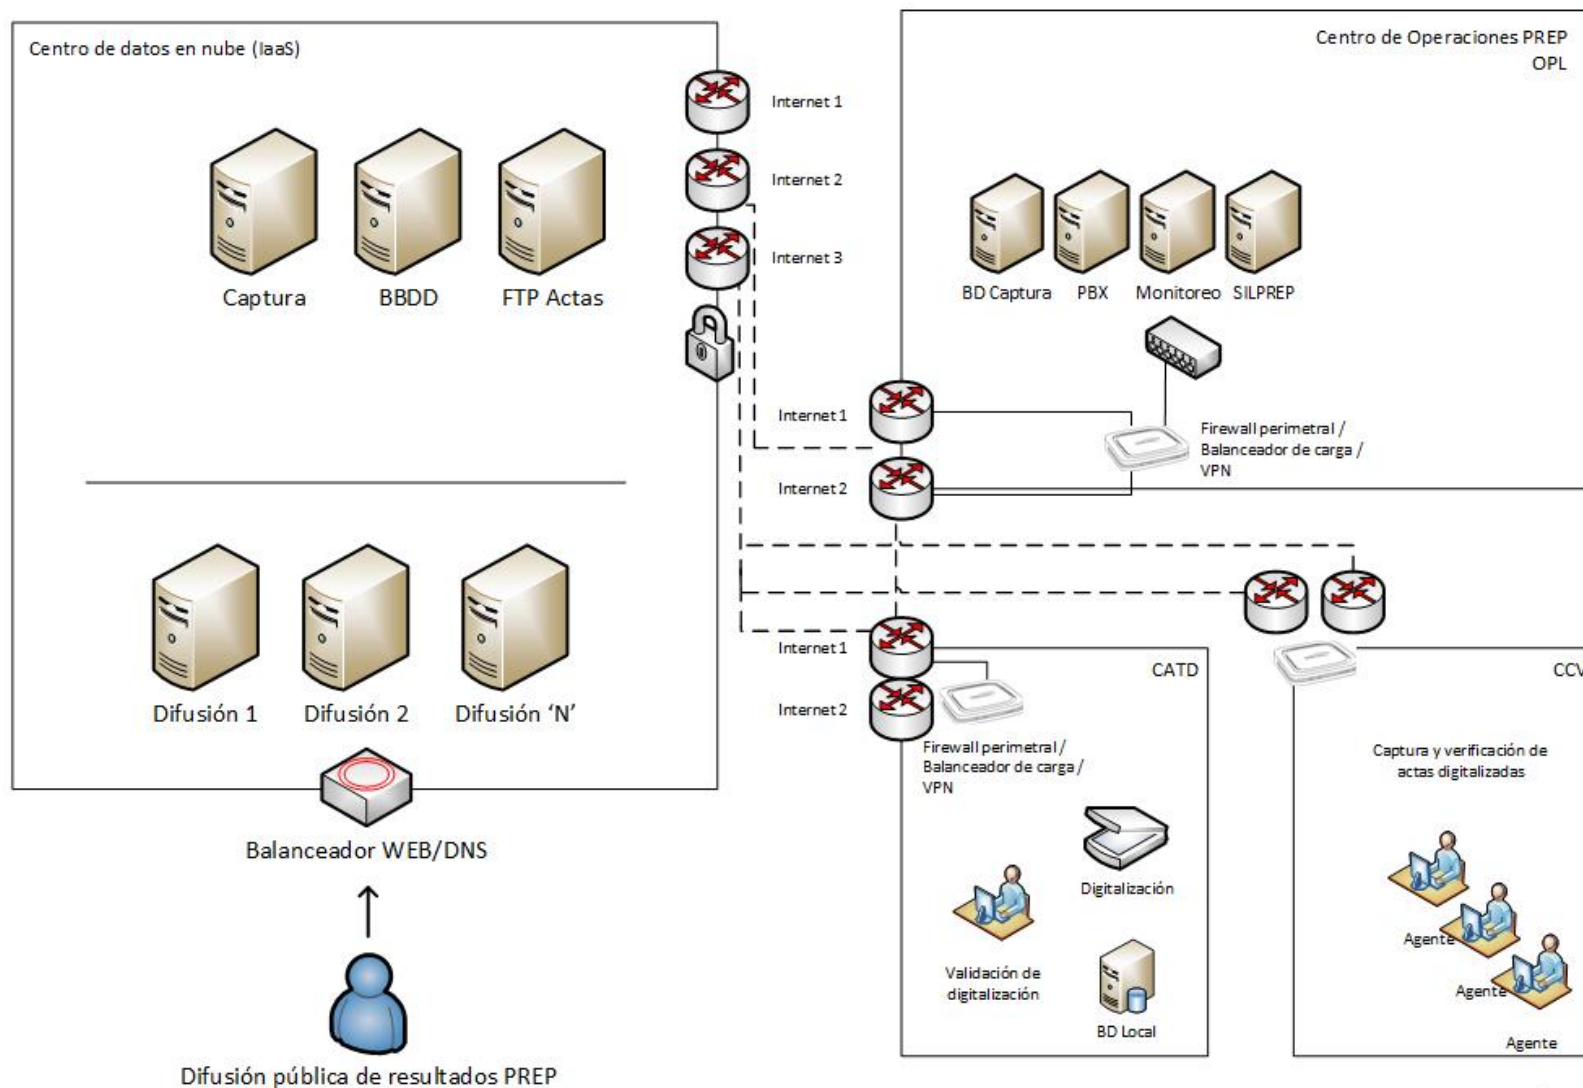 Centro de datos en nube (IaaS)
Internet 1
Internet 2
Internet 3
Captura
BBDD
FTP Actas
Difusión 1
Difusión 2
Difusión ‘N’
Balanceador WEB/DNS
Difusión pública de resultados PREP
Centro de Operaciones PREP
OPL
BD Captura
PBX
Monitoreo
SILPREP
Internet 1
Internet 2
Firewall perimetral /
Balanceador de carga /
VPN
Internet 1
Internet 2
CATD
Firewall perimetral /
Balanceador de carga /
VPN
Digitalización
Validación de
digitalización
BD Local
CCV
Captura y verificación de
actas digitalizadas
Agente
Agente
Agente